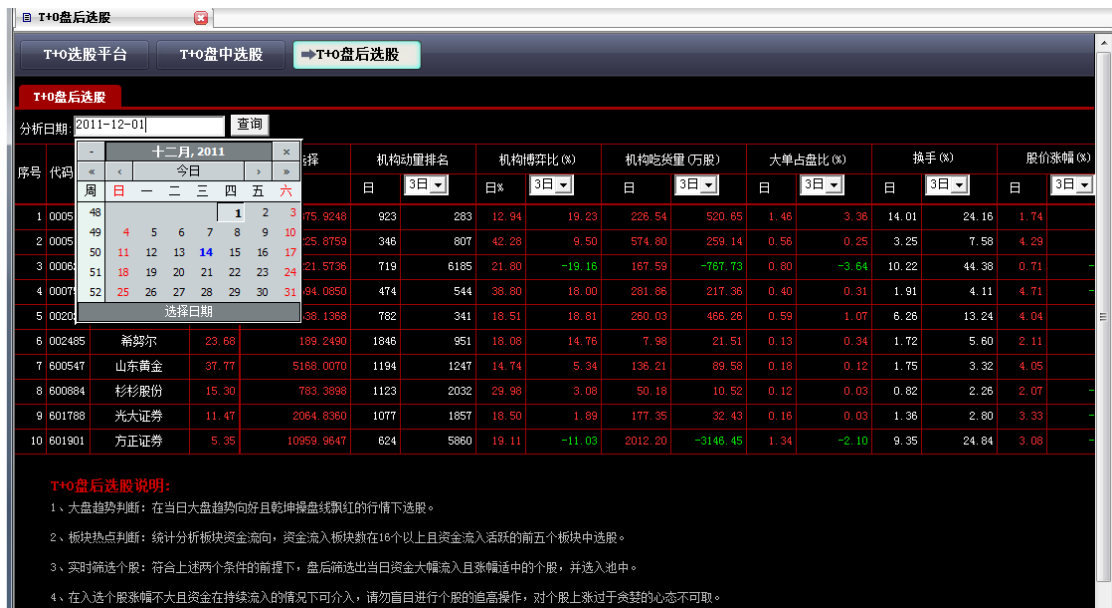 T+0盘后选股
T+0选股平台 T+0盘中选股 ➡T+0盘后选股
T+0盘后选股
分析日期: 2011-12-01 查询
序号 代码 选择 机构动量排名 机构博弈比(%) 机构吃货量(万股) 大单占盘比(%) 换手(%) 股价涨幅(%)
日 3日 日% 3日 日 3日 日 3日 日 3日 日 3日
- 十二月, 2011 ×
« ‹ 今日 › »
周 日 一 二 三 四 五 六
48 1 2 3
49 4 5 6 7 8 9 10
50 11 12 13 14 15 16 17
51 18 19 20 21 22 23 24
52 25 26 27 28 29 30 31
选择日期
1 0005 75.9248 923 283 12.94 19.23 226.54 520.65 1.46 3.36 14.01 24.16 1.74
2 0005 25.8759 346 807 42.28 9.50 574.80 259.14 0.56 0.25 3.25 7.58 4.29
3 0006 21.5736 719 6185 21.80 -19.16 167.59 -767.73 0.80 -3.64 10.22 44.38 0.71 -
4 0007 94.0850 474 544 38.80 18.00 281.86 217.36 0.40 0.31 1.91 4.11 4.71 -
5 0020 38.1368 782 341 18.51 18.81 260.03 466.26 0.59 1.07 6.26 13.24 4.04
6 002485 希努尔 23.68 189.2490 1846 951 18.08 14.76 7.98 21.51 0.13 0.34 1.72 5.60 2.11
7 600547 山东黄金 37.77 5168.0070 1194 1247 14.74 5.34 136.21 89.58 0.18 0.12 1.75 3.32 4.05
8 600884 杉杉股份 15.30 783.3898 1123 2032 29.98 3.08 50.18 10.52 0.12 0.03 0.82 2.26 2.07 -
9 601788 光大证券 11.47 2064.8360 1077 1857 18.50 1.89 177.35 32.43 0.16 0.03 1.36 2.80 3.33 -
10 601901 方正证券 5.35 10959.9647 624 5860 19.11 -11.03 2012.20 -3146.45 1.34 -2.10 9.35 24.84 3.08 -
T+0盘后选股说明:
1、大盘趋势判断：在当日大盘趋势向好且乾坤操盘线飘红的行情下选股。
2、板块热点判断：统计分析板块资金流向，资金流入板块数在16个以上且资金流入活跃的前五个板块中选股。
3、实时筛选个股：符合上述两个条件的前提下，盘后筛选出当日资金大幅流入且涨幅适中的个股，并选入池中。
4、在入选个股涨幅不大且资金在持续流入的情况下可介入，请勿盲目进行个股的追高操作，对个股上涨过于贪婪的心态不可取。